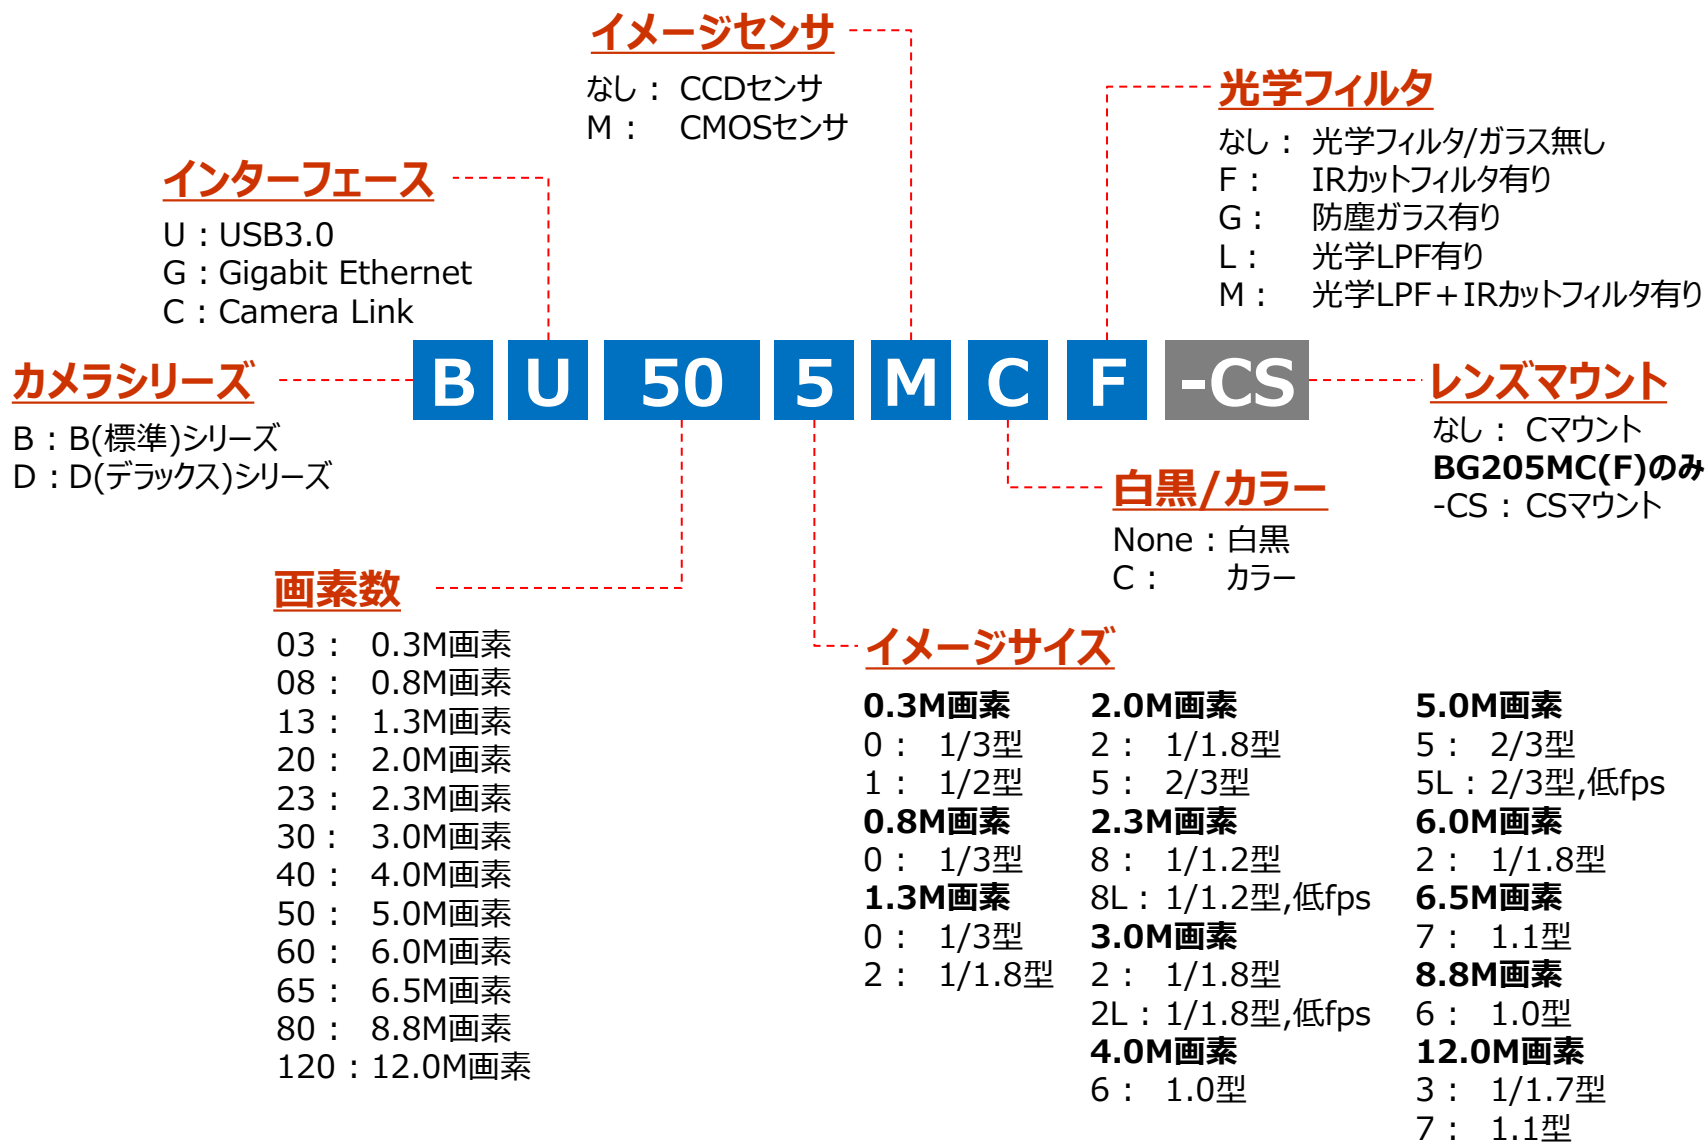 イメージセンサ
なし： CCDセンサ
M： CMOSセンサ
光学フィルタ
なし： 光学フィルタ/ガラス無し
F： IRカットフィルタ有り
G： 防塵ガラス有り
L： 光学LPF有り
M： 光学LPF＋IRカットフィルタ有り
インターフェース
U：USB3.0
G：Gigabit Ethernet
C：Camera Link
B U 50 5 M C F -CS
カメラシリーズ
B：B(標準)シリーズ
D：D(デラックス)シリーズ
レンズマウント
なし： Cマウント
BG205MC(F)のみ
-CS：CSマウント
白黒/カラー
None：白黒
C： カラー
画素数
03： 0.3M画素
08： 0.8M画素
13： 1.3M画素
20： 2.0M画素
23： 2.3M画素
30： 3.0M画素
40： 4.0M画素
50： 5.0M画素
60： 6.0M画素
65： 6.5M画素
80： 8.8M画素
120：12.0M画素
イメージサイズ
0.3M画素
0： 1/3型
1： 1/2型
0.8M画素
0： 1/3型
1.3M画素
0： 1/3型
2： 1/1.8型
2.0M画素
2： 1/1.8型
5： 2/3型
2.3M画素
8： 1/1.2型
8L：1/1.2型,低fps
3.0M画素
2： 1/1.8型
2L：1/1.8型,低fps
4.0M画素
6： 1.0型
5.0M画素
5： 2/3型
5L：2/3型,低fps
6.0M画素
2： 1/1.8型
6.5M画素
7： 1.1型
8.8M画素
6： 1.0型
12.0M画素
3： 1/1.7型
7： 1.1型